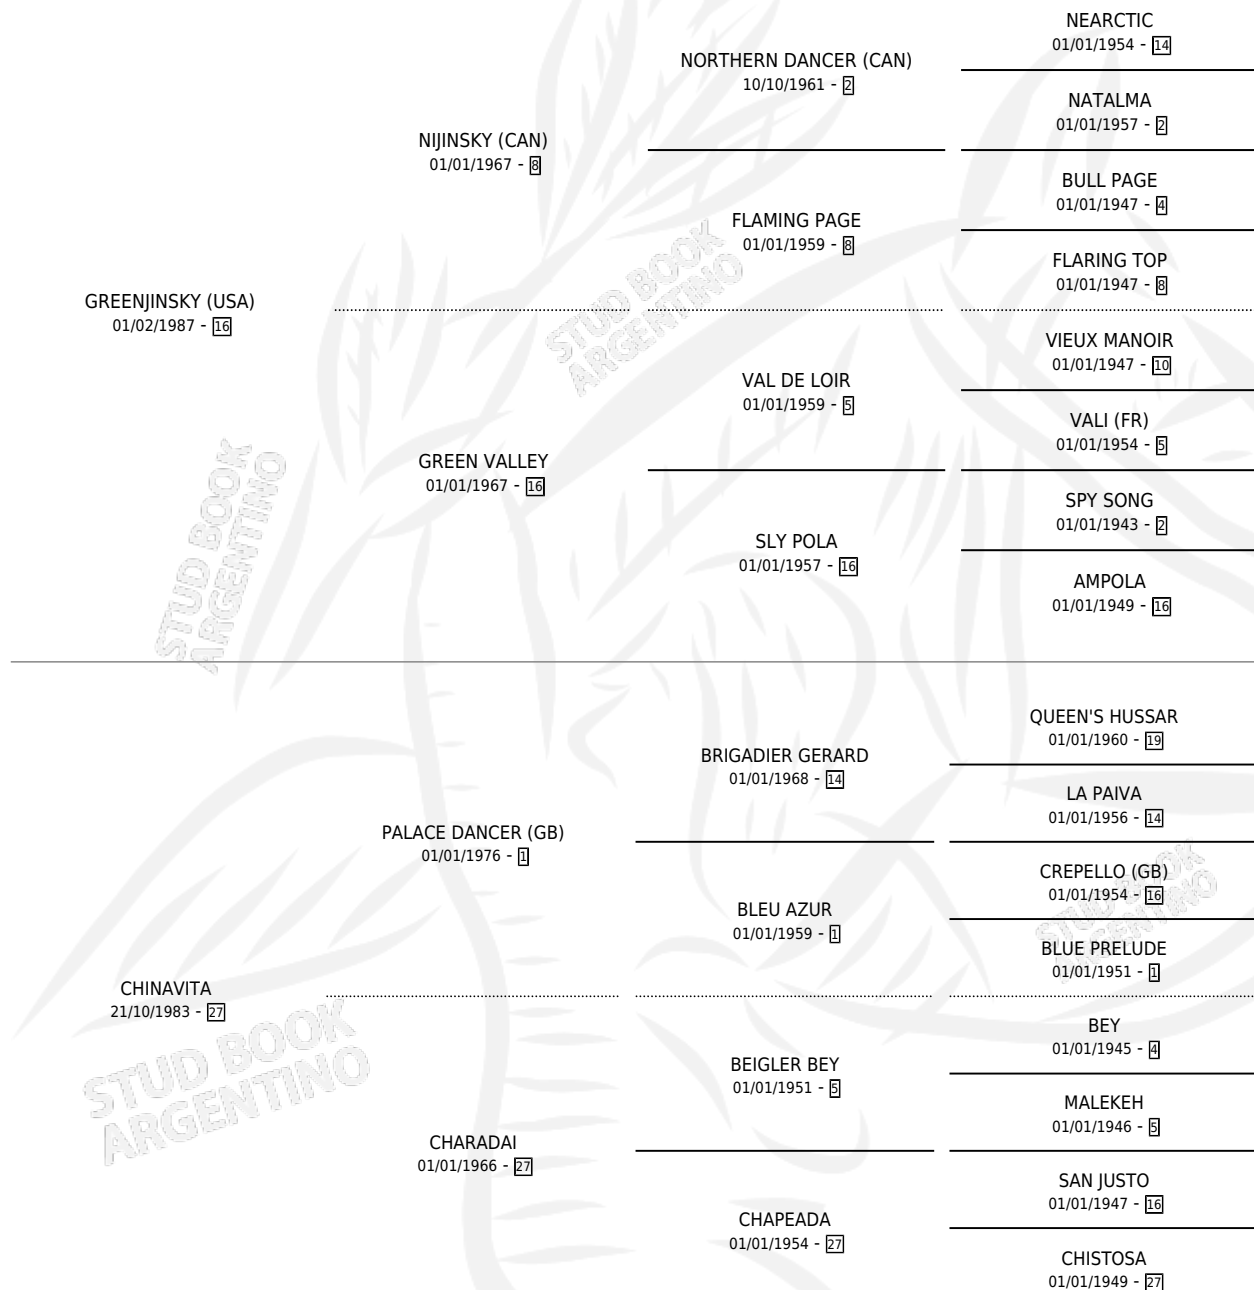 NEARCTIC
01/01/1954 - 14
NORTHERN DANCER (CAN)
10/10/1961 - 2
NATALMA
01/01/1957 - 2
NIJINSKY (CAN)
01/01/1967 - 8
BULL PAGE
01/01/1947 - 4
FLAMING PAGE
01/01/1959 - 8
FLARING TOP
01/01/1947 - 8
GREENJINSKY (USA)
01/02/1987 - 16
VIEUX MANOIR
01/01/1947 - 10
VAL DE LOIR
01/01/1959 - 5
VALI (FR)
01/01/1954 - 5
GREEN VALLEY
01/01/1967 - 16
SPY SONG
01/01/1943 - 2
SLY POLA
01/01/1957 - 16
AMPOLA
01/01/1949 - 16
QUEEN'S HUSSAR
01/01/1960 - 19
BRIGADIER GERARD
01/01/1968 - 14
LA PAIVA
01/01/1956 - 14
PALACE DANCER (GB)
01/01/1976 - 1
CREPELLO (GB)
01/01/1954 - 16
BLEU AZUR
01/01/1959 - 1
BLUE PRELUDE
01/01/1951 - 1
CHINAVITA
21/10/1983 - 27
BEY
01/01/1945 - 4
BEIGLER BEY
01/01/1951 - 5
MALEKEH
01/01/1946 - 5
CHARADAI
01/01/1966 - 27
SAN JUSTO
01/01/1947 - 16
CHAPEADA
01/01/1954 - 27
CHISTOSA
01/01/1949 - 27
STUD BOOK
ARGENTINO
STUD BOOK
ARGENTINO
STUD BOOK
ARGENTINO
STUD BOOK
ARGENTINO